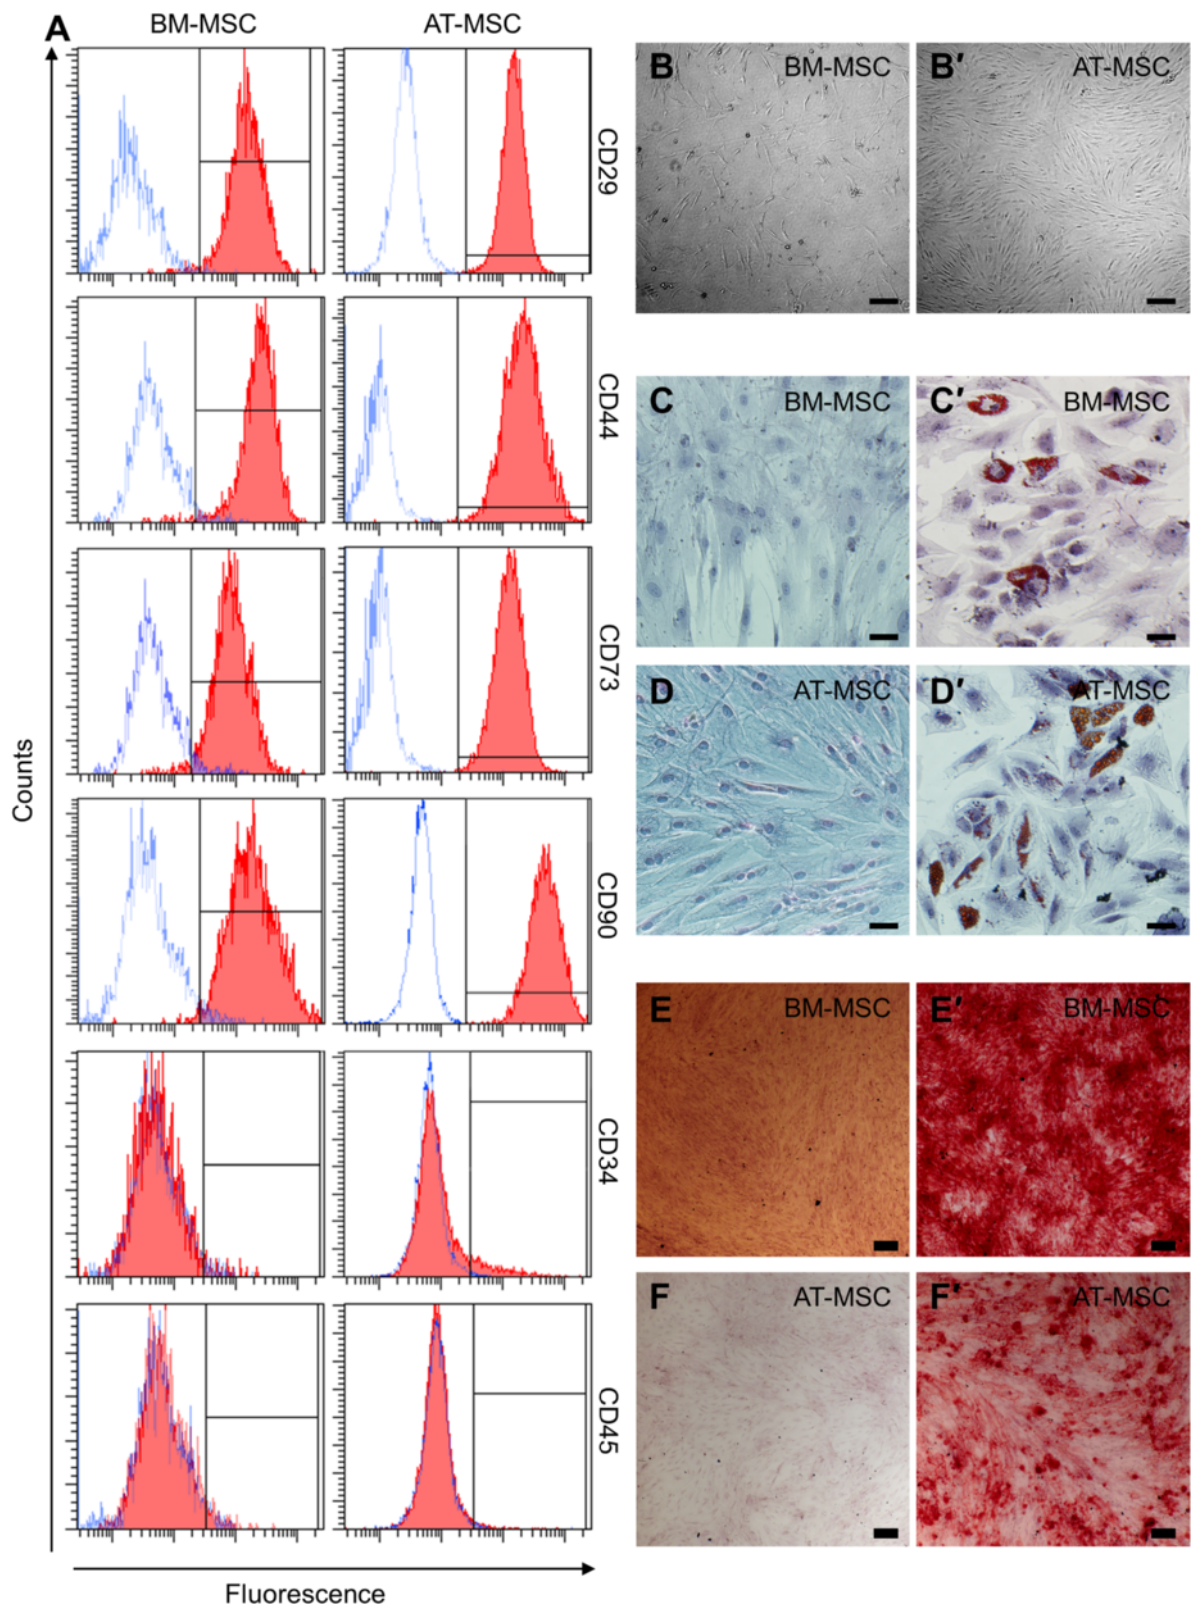 A
BM-MSC
AT-MSC
CD29
CD44
CD73
CD90
CD34
CD45
Counts
Fluorescence
B
BM-MSC
B′
AT-MSC
C
BM-MSC
C′
BM-MSC
D
AT-MSC
D′
AT-MSC
E
BM-MSC
E′
BM-MSC
F
AT-MSC
F′
AT-MSC